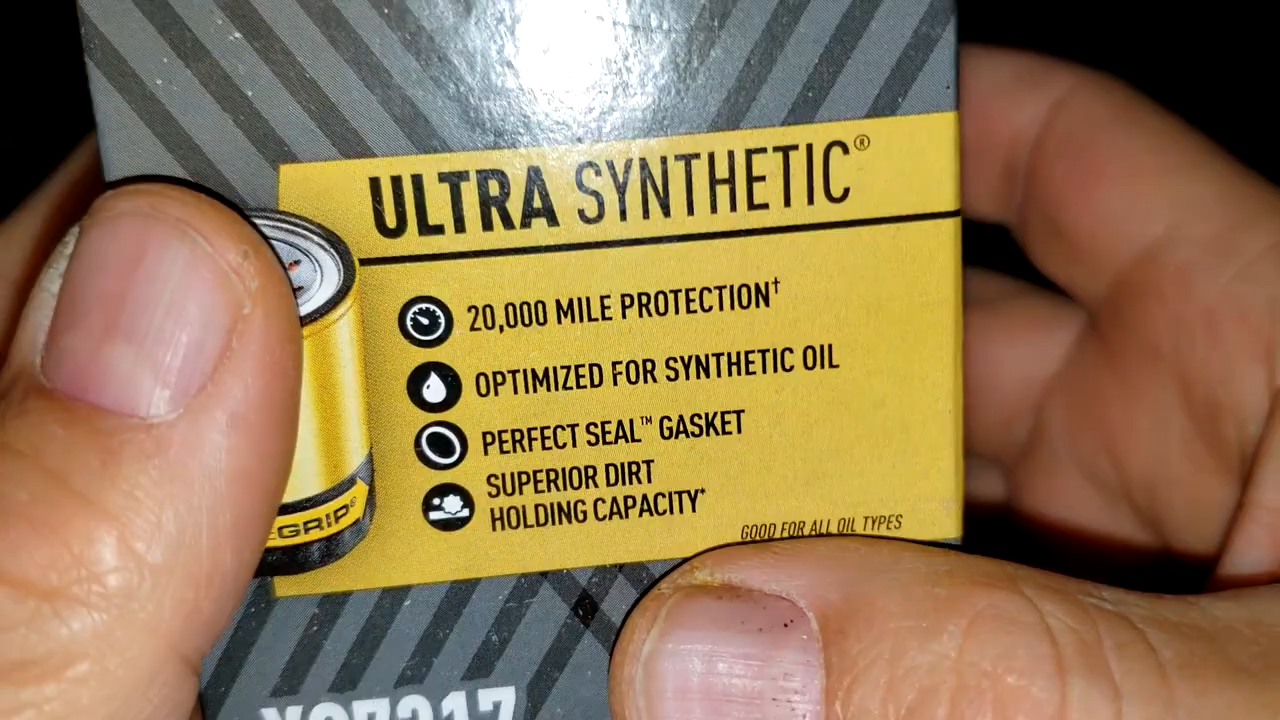 ULTRA SYNTHETIC®
20,000 MILE PROTECTION†
OPTIMIZED FOR SYNTHETIC OIL
PERFECT SEAL™ GASKET
SUPERIOR DIRT
HOLDING CAPACITY*
GOOD FOR ALL OIL TYPES
GRIP®